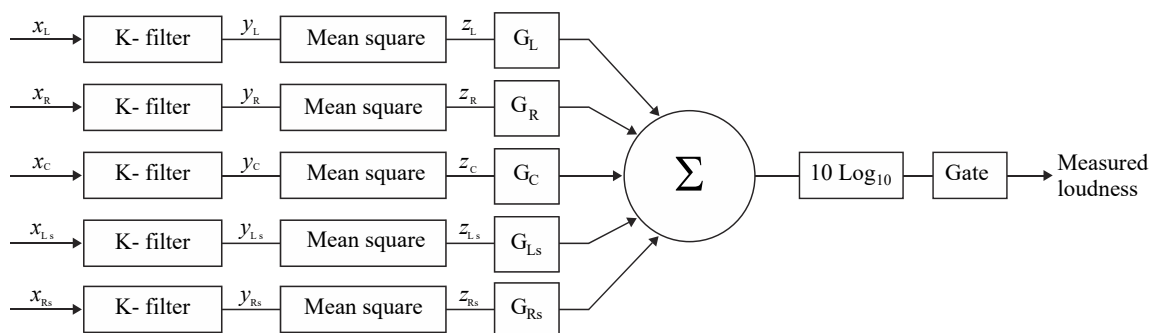 x_L K- filter y_L Mean square z_L G_L
x_R K- filter y_R Mean square z_R G_R
x_C K- filter y_C Mean square z_C G_C
Σ 10 Log₁₀ Gate Measured
loudness
x_Ls K- filter y_Ls Mean square z_Ls G_Ls
x_Rs K- filter y_Rs Mean square z_Rs G_Rs